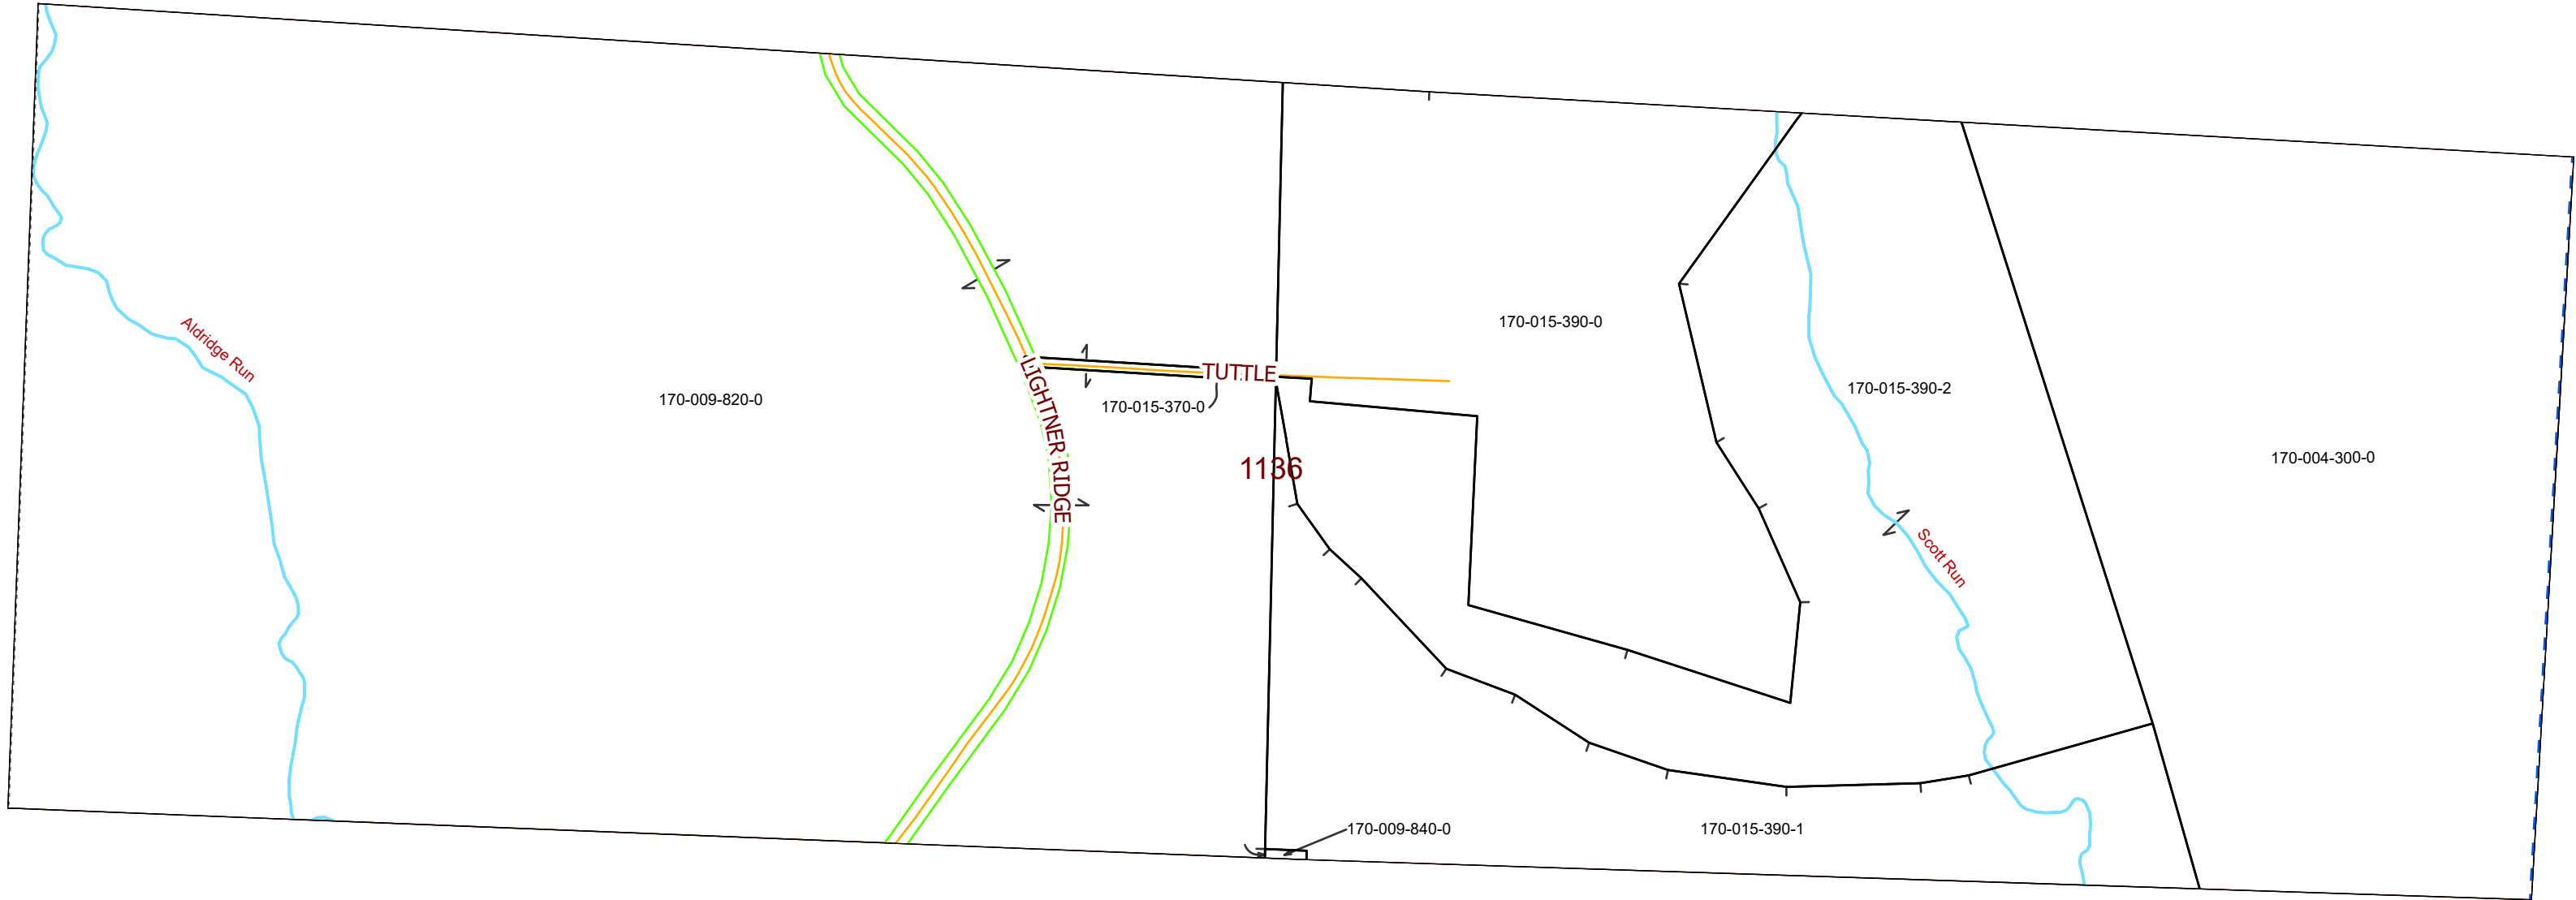 Aldridge Run
170-009-820-0
LIGHTNER RIDGE
TUTTLE
170-015-370-0
1136
170-015-390-0
170-015-390-2
Scott Run
170-004-300-0
170-009-840-0
170-015-390-1